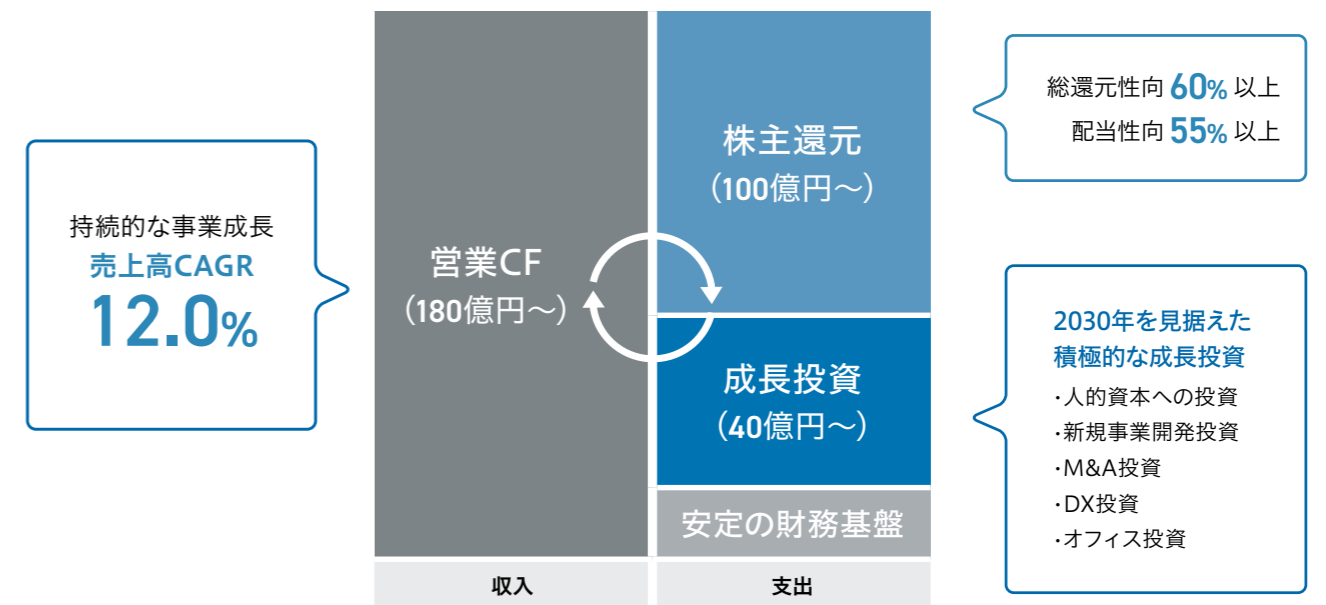 持続的な事業成長
売上高CAGR
12.0%
営業CF
（180億円～）
収入
株主還元
（100億円～）
成長投資
（40億円～）
安定の財務基盤
支出
総還元性向 60% 以上
配当性向 55% 以上
2030年を見据えた
積極的な成長投資
・人的資本への投資
・新規事業開発投資
・M&A投資
・DX投資
・オフィス投資